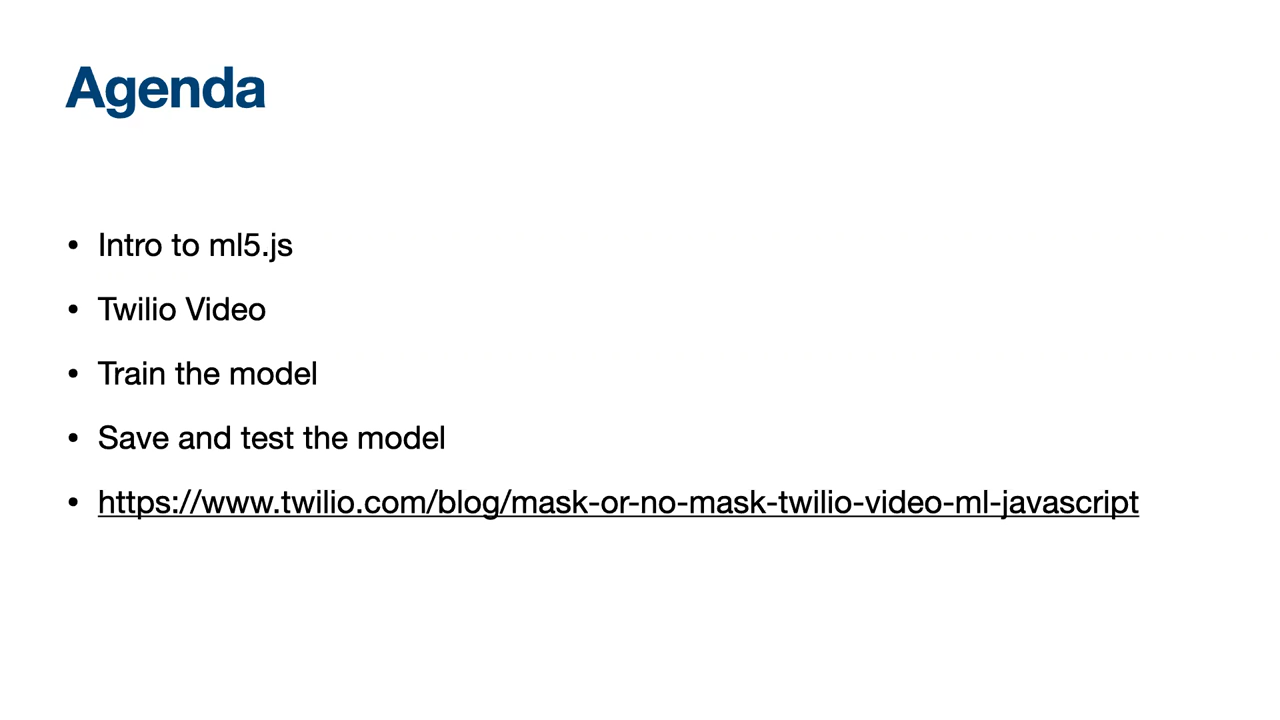 Agenda
• Intro to ml5.js
• Twilio Video
• Train the model
• Save and test the model
• https://www.twilio.com/blog/mask-or-no-mask-twilio-video-ml-javascript